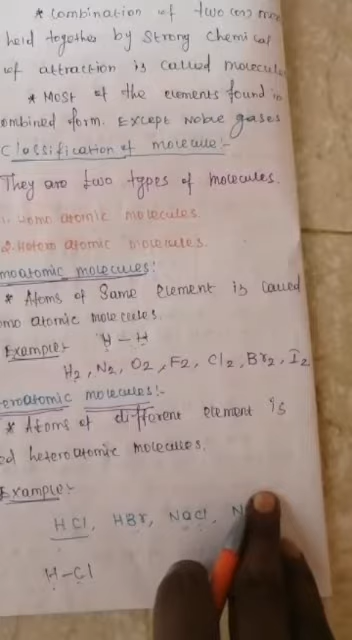 * Combination of two (or) more
held together by strong chemical
of attraction is called molecule
* Most of the elements found in
ombined form. Except Noble gases
Classification of molecule:-
They are two types of molecules.
1. Homo atomic molecules.
2. Hetero atomic molecules.
moatomic molecules:
* Atoms of Same element is called
omo atomic molecules.
Example:- H - H
H2, N2, O2, F2, Cl2, Br2, I2
eroatomic molecules:-
* Atoms of different element is
ed heteroatomic molecules.
Example:-
HCl, HBr, NaCl, N
H-Cl